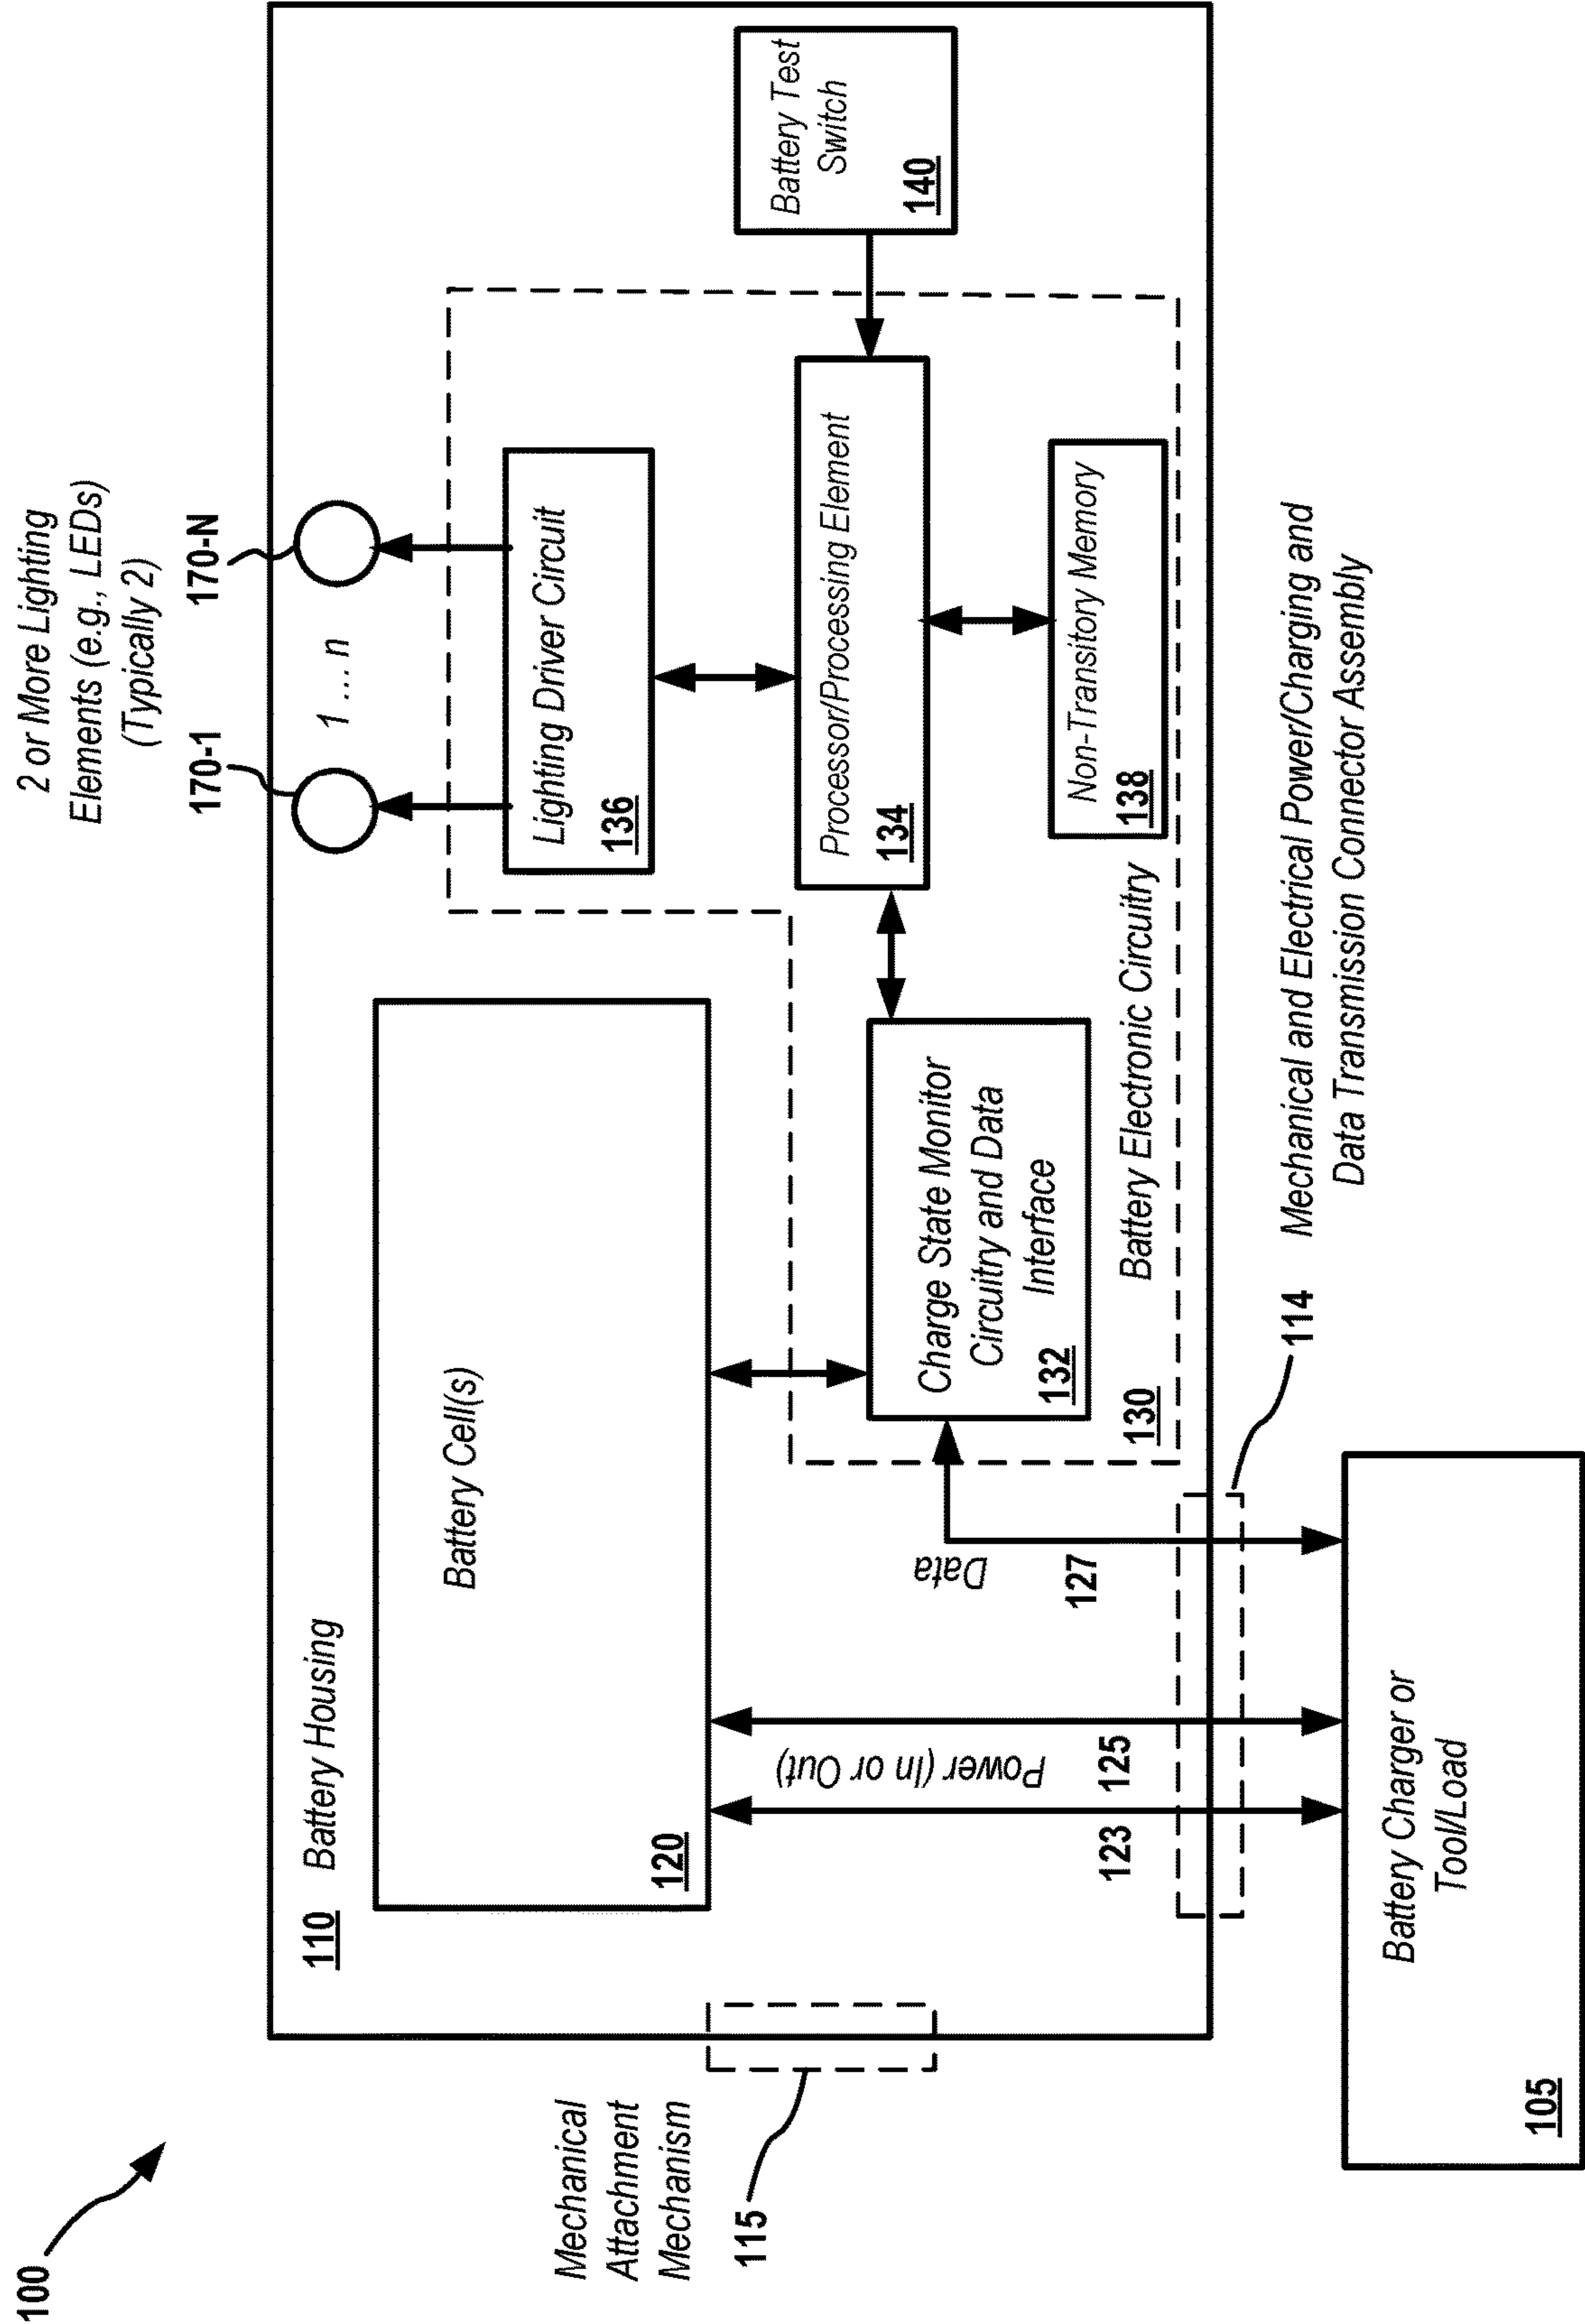 100
2 or More Lighting
Elements (e.g., LEDs)
(Typically 2)
170-1
170-N
1 ... n
110
Battery Housing
Mechanical
Attachment
Mechanism
115
Battery Cell(s)
120
Lighting Driver Circuit
136
Processor/Processing Element
134
Battery Test
Switch
140
Non-Transitory Memory
138
Charge State Monitor
Circuitry and Data
Interface
132
130
Battery Electronic Circuitry
Power (In or Out)
123
125
Data
127
114
Mechanical and Electrical Power/Charging and
Data Transmission Connector Assembly
Battery Charger or
Tool/Load
105